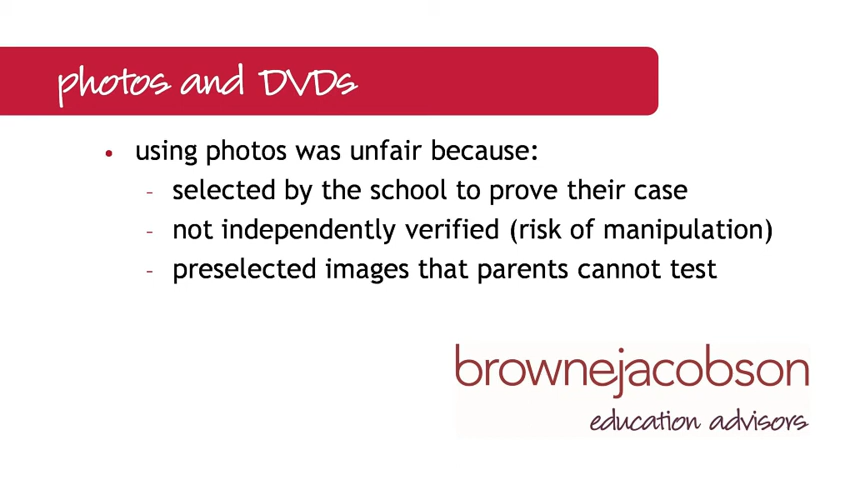 photos and DVDs
• using photos was unfair because:
- selected by the school to prove their case
- not independently verified (risk of manipulation)
- preselected images that parents cannot test
brownejacobson
education advisors